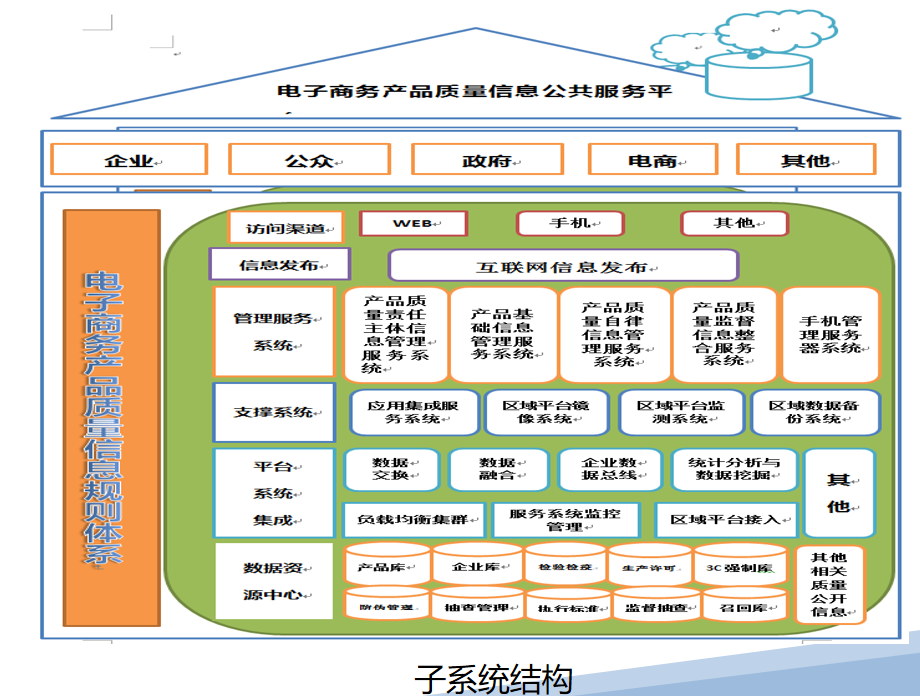 电子商务产品质量信息公共服务平
企业
公众
政府
电商
其他
电子商务产品质量信息规则体系
访问渠道
WEB
手机
其他
信息发布
互联网信息发布
管理服务
系统
产品质
量责任
主体信
息管理
服务系
统
产品基
础信息
管理服
务系统
产品质
量自律
信息管
理服务
系统
产品质
量监督
信息整
合服务
系统
手机管
理服务
器系统
支撑系统
应用集成服
务系统
区域平台镜
像系统
区域平台监
测系统
区域数据备
份系统
平台
系统
集成
数据
交换
数据
融合
企业数
据总线
统计分析与
数据挖掘
其
他
负载均衡集群
服务系统监控
管理
区域平台接入
数据资
源中心
产品库
企业库
检验检疫
生产许可
3C强制库
其他
相关
质量
公开
信息
防伪管理
抽查管理
执行标准
监督抽查
召回库
子系统结构